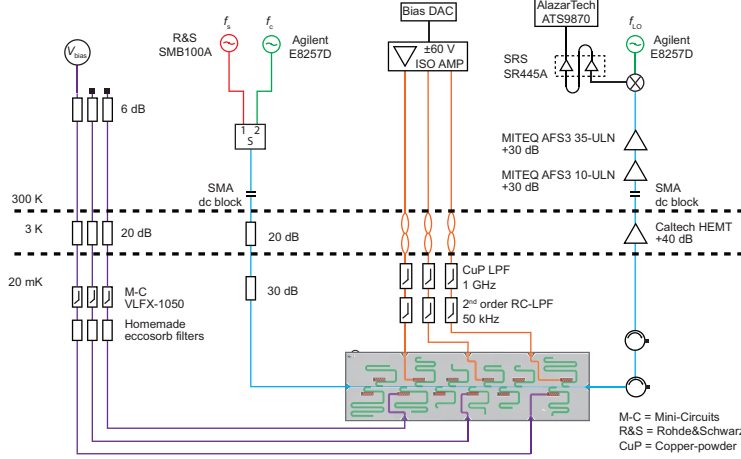 AlazarTech
ATS9870
Bias DAC
f_s
f_c
R&S
SMB100A
Agilent
E8257D
±60 V
ISO AMP
SRS
SR445A
f_LO
Agilent
E8257D
V_bias
6 dB
1 2
S
MITEQ AFS3 35-ULN
+30 dB
MITEQ AFS3 10-ULN
+30 dB
SMA
dc block
SMA
dc block
300 K
3 K
20 dB
20 dB
Caltech HEMT
+40 dB
20 mK
M-C
VLFX-1050
30 dB
CuP LPF
1 GHz
2nd order RC-LPF
50 kHz
Homemade
eccosorb filters
M-C = Mini-Circuits
R&S = Rohde&Schwarz
CuP = Copper-powder